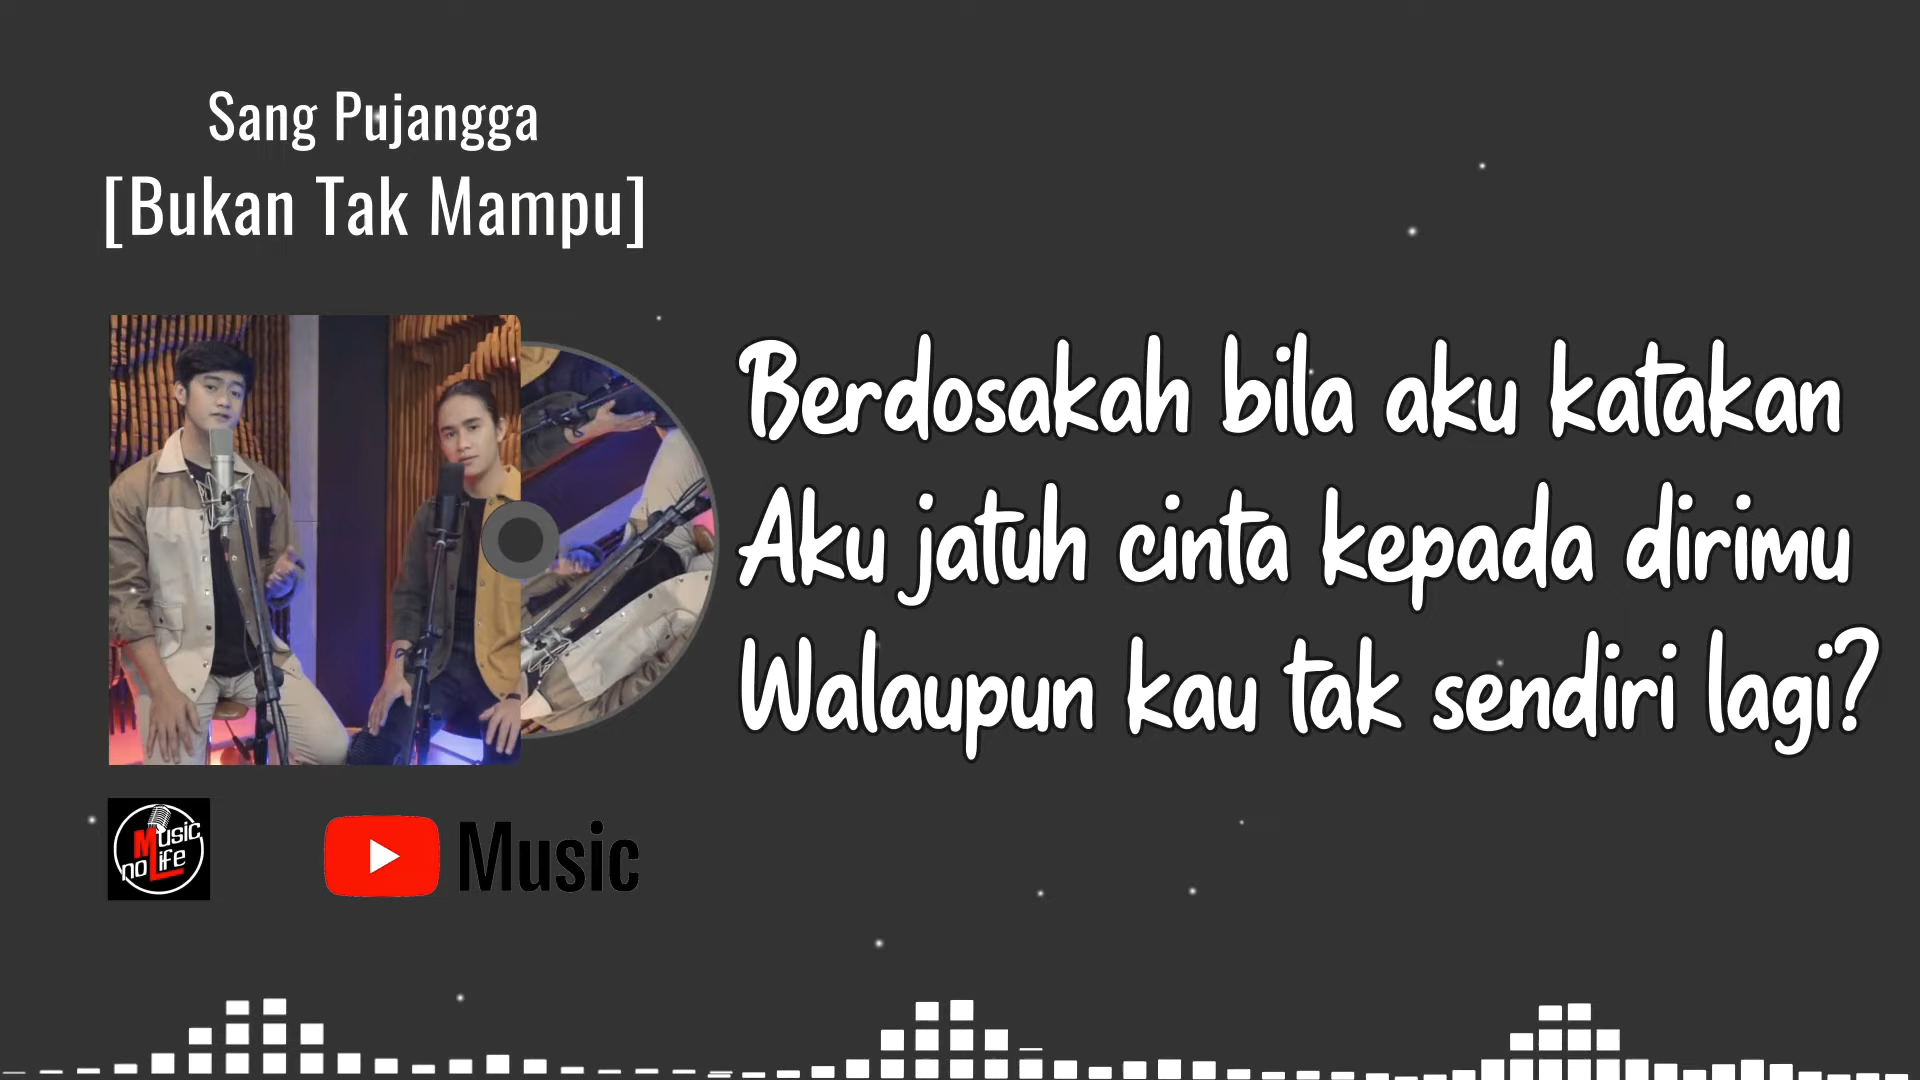 Sang Pujangga
[Bukan Tak Mampu]
Berdosakah bila aku katakan
Aku jatuh cinta kepada dirimu
Walaupun kau tak sendiri lagi?
Music
no Life
Music